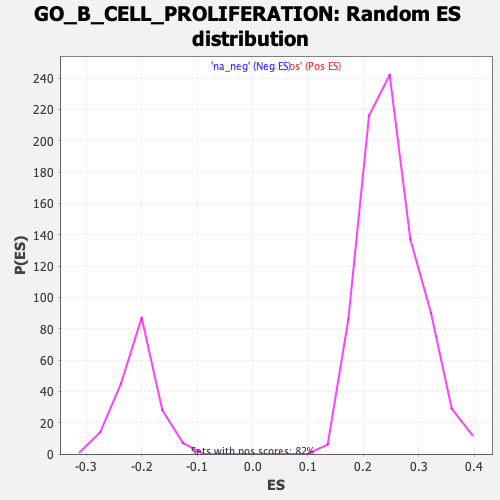 GO_B_CELL_PROLIFERATION: Random ES
distribution
'na_neg' (Neg ES) os' (Pos ES)
240
220
200
180
160
140
120
100
80
60
40
20
0
P(ES)
Sets with pos scores: 82%
-0.3 -0.2 -0.1 0.0 0.1 0.2 0.3 0.4
ES